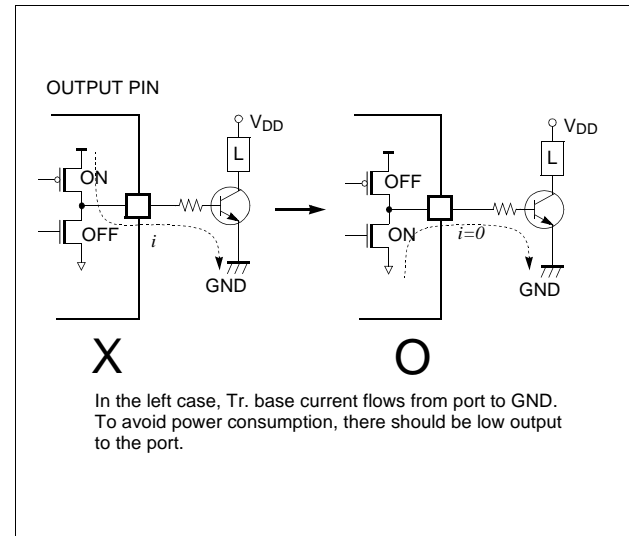 OUTPUT PIN
VDD
L
ON
OFF
i
GND
X
VDD
L
OFF
ON
i=0
GND
O
In the left case, Tr. base current flows from port to GND.
To avoid power consumption, there should be low output
to the port.